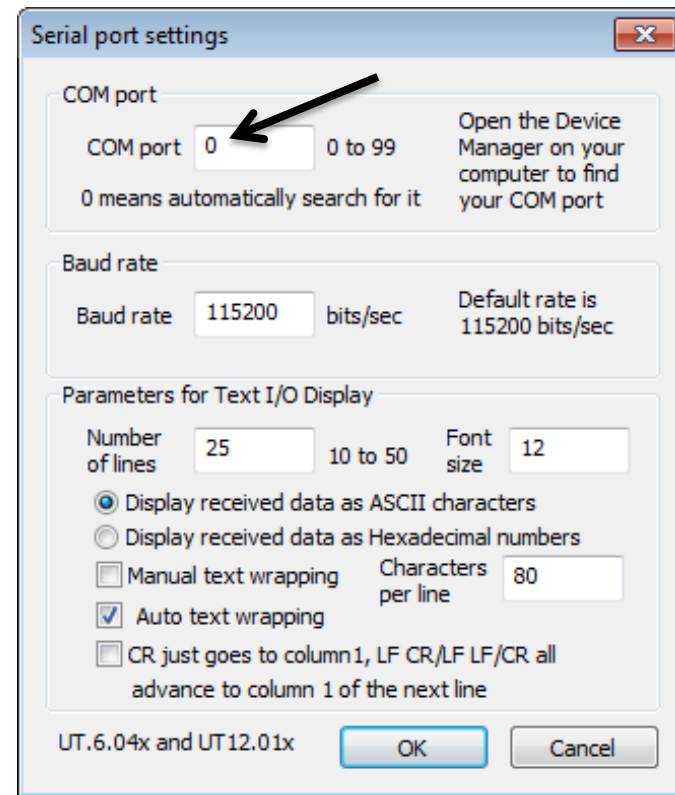 Serial port settings
COM port
COM port 0 0 to 99
0 means automatically search for it
Open the Device
Manager on your
computer to find
your COM port
Baud rate
Baud rate 115200 bits/sec
Default rate is
115200 bits/sec
Parameters for Text I/O Display
Number
of lines
25
10 to 50
Font
size
12
Display received data as ASCII characters
Display received data as Hexadecimal numbers
Manual text wrapping
Characters
per line
80
Auto text wrapping
CR just goes to column1, LF CR/LF LF/CR all
advance to column 1 of the next line
UT.6.04x and UT12.01x
OK
Cancel